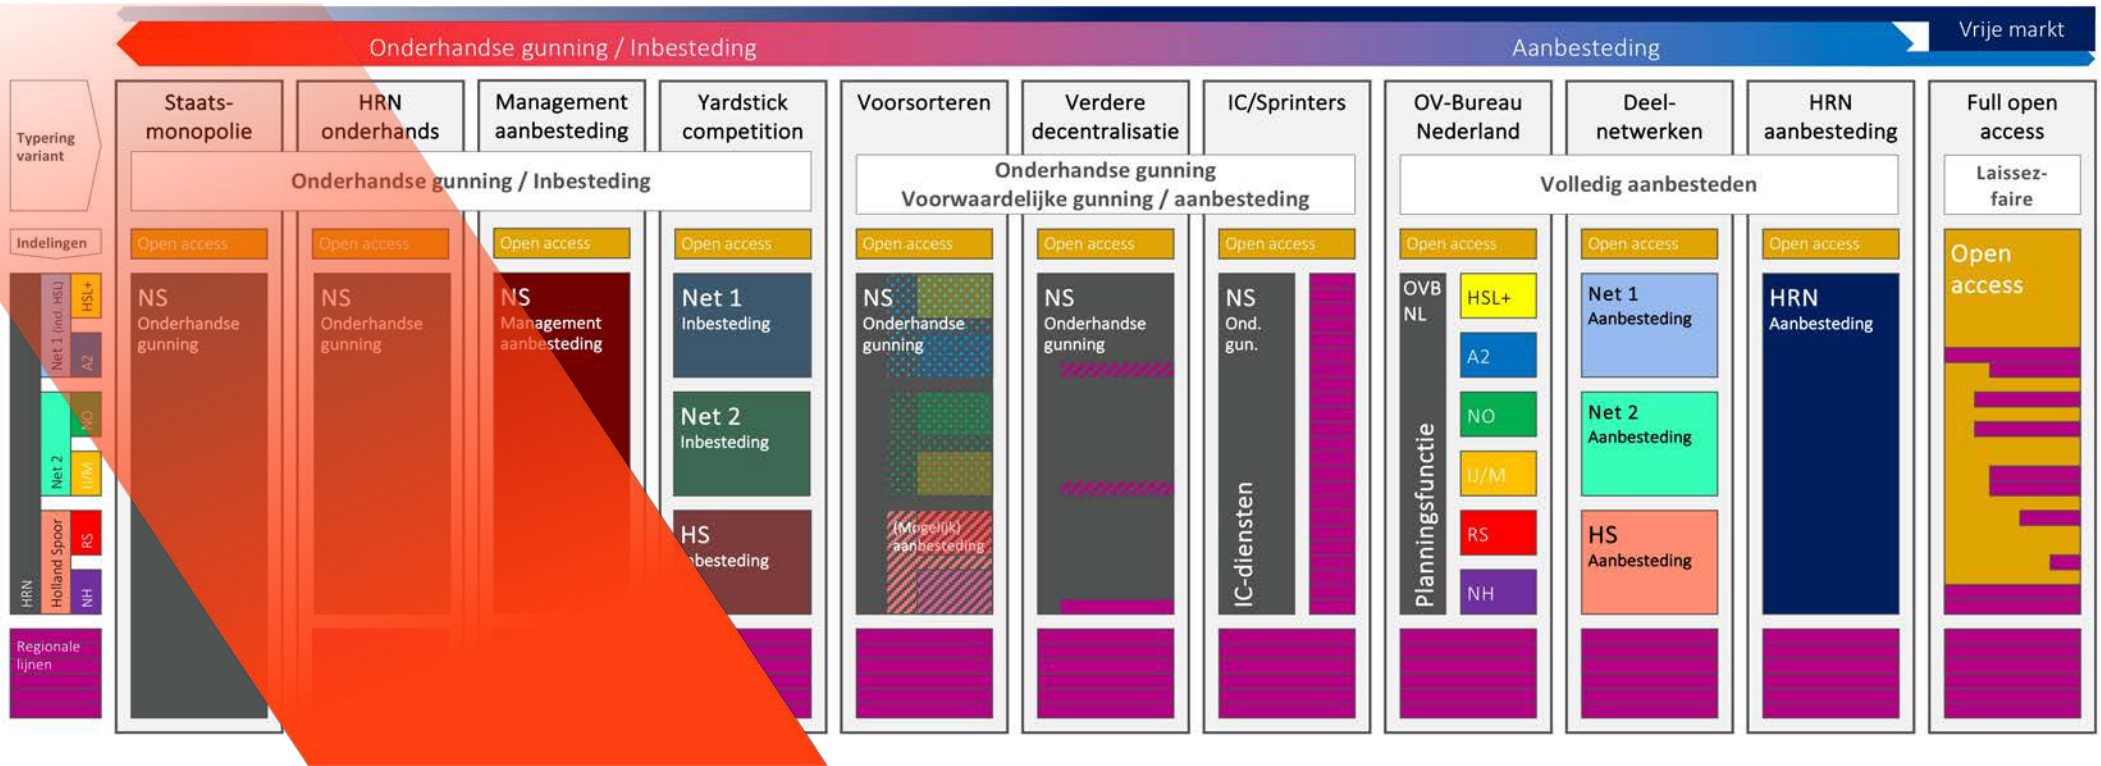 Onderhandse gunning / Inbesteding
Aanbesteding
Vrije markt
Typering
variant
Indelingen
HRN
Net 1 (incl. HSL)
Net 2
Holland Spoor
HSL+
A2
NO
IJ/M
RS
NH
Regionale
lijnen
Staats-
monopolie
HRN
onderhands
Management
aanbesteding
Yardstick
competition
Onderhandse gunning / Inbesteding
Open access
NS
Onderhandse
gunning
Open access
NS
Onderhandse
gunning
Open access
NS
Management
aanbesteding
Open access
Net 1
Inbesteding
Net 2
Inbesteding
HS
Inbesteding
Voorsorteren
Verdere
decentralisatie
IC/Sprinters
Onderhandse gunning
Voorwaardelijke gunning / aanbesteding
Open access
NS
Onderhandse
gunning
(Mogelijk)
aanbesteding
Open access
NS
Onderhandse
gunning
Open access
NS
Ond.
gun.
IC-diensten
OV-Bureau
Nederland
Deel-
netwerken
HRN
aanbesteding
Volledig aanbesteden
Open access
OVB
NL
Planningsfunctie
HSL+
A2
NO
IJ/M
RS
NH
Open access
Net 1
Aanbesteding
Net 2
Aanbesteding
HS
Aanbesteding
Open access
HRN
Aanbesteding
Full open
access
Laissez-
faire
Open
access